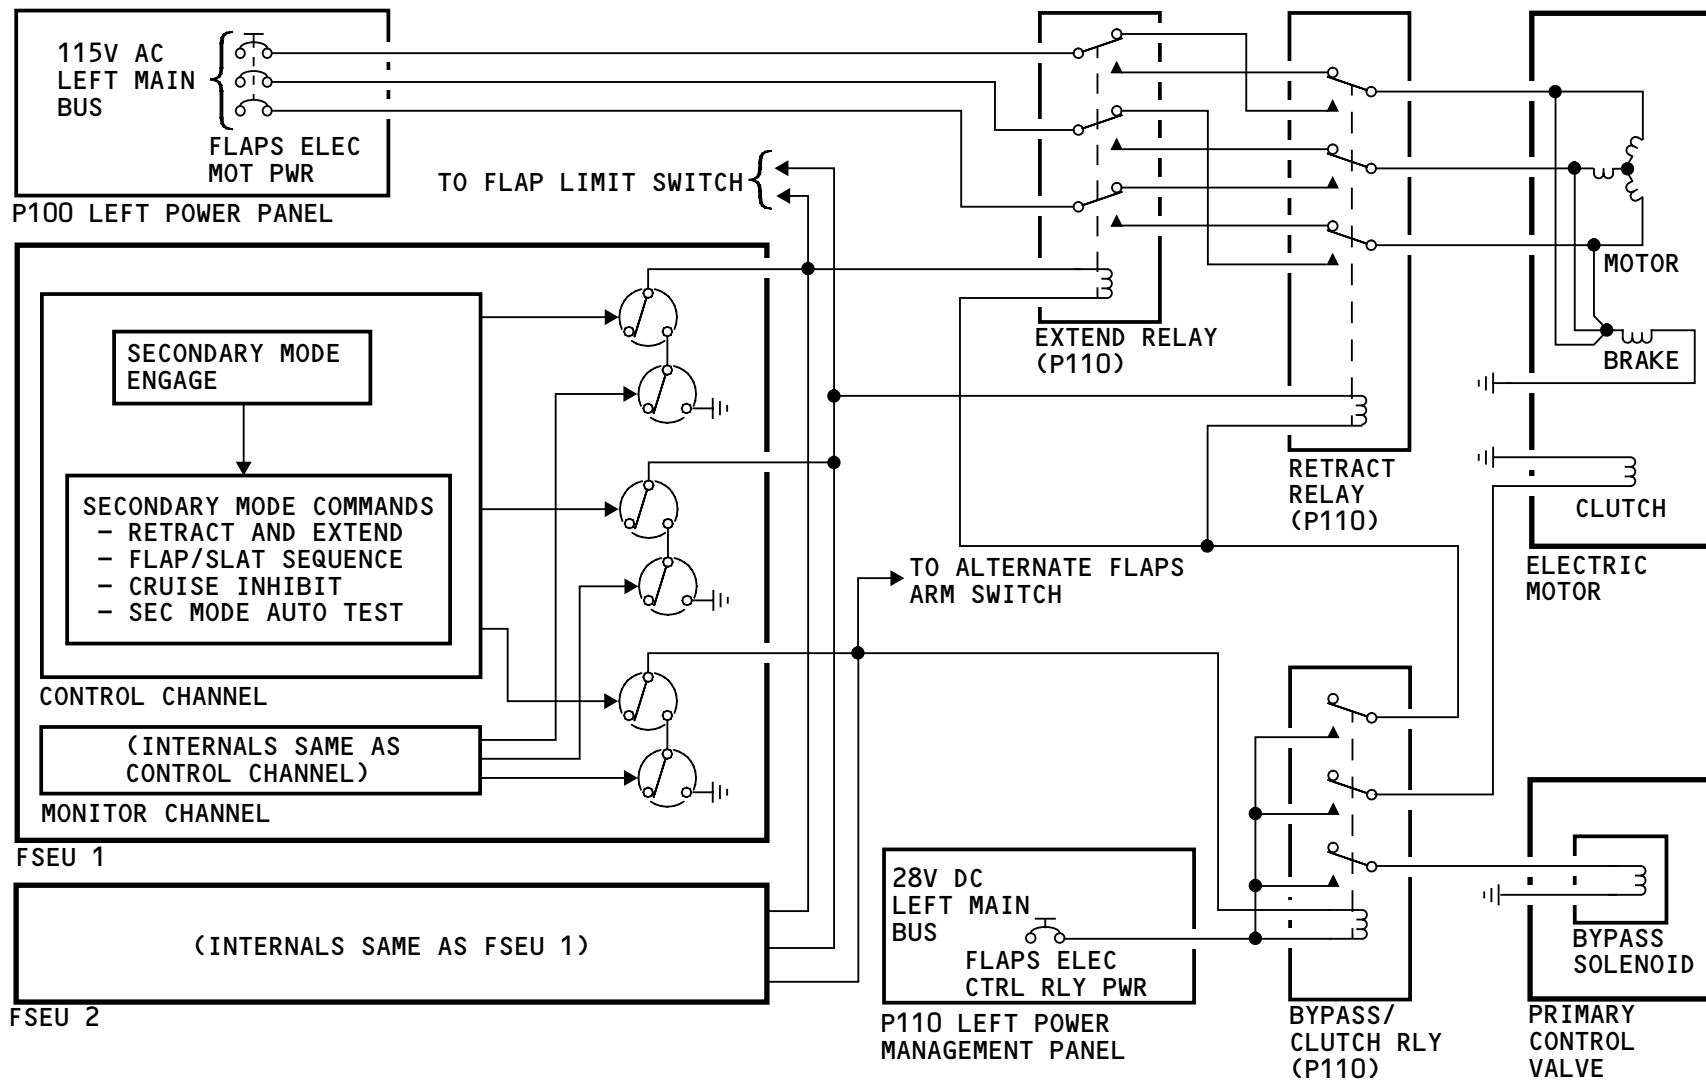 115V AC
LEFT MAIN
BUS
FLAPS ELEC
MOT PWR
P100 LEFT POWER PANEL
TO FLAP LIMIT SWITCH
EXTEND RELAY
(P110)
MOTOR
BRAKE
RETRACT
RELAY
(P110)
CLUTCH
ELECTRIC
MOTOR
SECONDARY MODE
ENGAGE
SECONDARY MODE COMMANDS
– RETRACT AND EXTEND
– FLAP/SLAT SEQUENCE
– CRUISE INHIBIT
– SEC MODE AUTO TEST
CONTROL CHANNEL
(INTERNALS SAME AS
CONTROL CHANNEL)
MONITOR CHANNEL
FSEU 1
TO ALTERNATE FLAPS
ARM SWITCH
(INTERNALS SAME AS FSEU 1)
FSEU 2
28V DC
LEFT MAIN
BUS
FLAPS ELEC
CTRL RLY PWR
P110 LEFT POWER
MANAGEMENT PANEL
BYPASS/
CLUTCH RLY
(P110)
BYPASS
SOLENOID
PRIMARY
CONTROL
VALVE